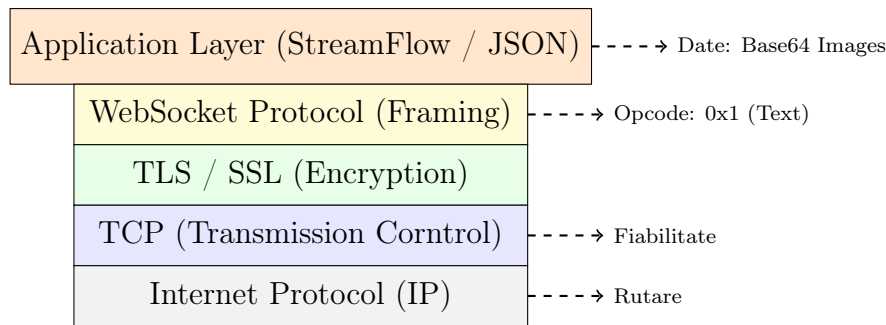 Application Layer (StreamFlow / JSON)
Date: Base64 Images
WebSocket Protocol (Framing)
Opcode: 0x1 (Text)
TLS / SSL (Encryption)
TCP (Transmission Corntrol)
Fiabilitate
Internet Protocol (IP)
Rutare